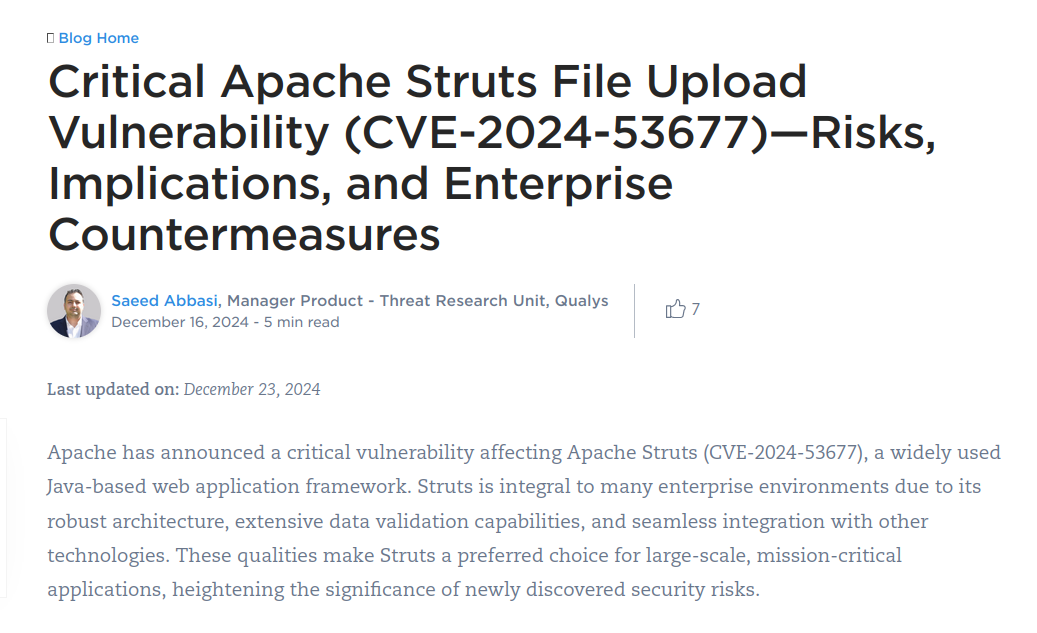 Blog Home
Critical Apache Struts File Upload
Vulnerability (CVE-2024-53677)—Risks,
Implications, and Enterprise
Countermeasures
Saeed Abbasi, Manager Product - Threat Research Unit, Qualys
December 16, 2024 - 5 min read
7
Last updated on: December 23, 2024
Apache has announced a critical vulnerability affecting Apache Struts (CVE-2024-53677), a widely used
Java-based web application framework. Struts is integral to many enterprise environments due to its
robust architecture, extensive data validation capabilities, and seamless integration with other
technologies. These qualities make Struts a preferred choice for large-scale, mission-critical
applications, heightening the significance of newly discovered security risks.